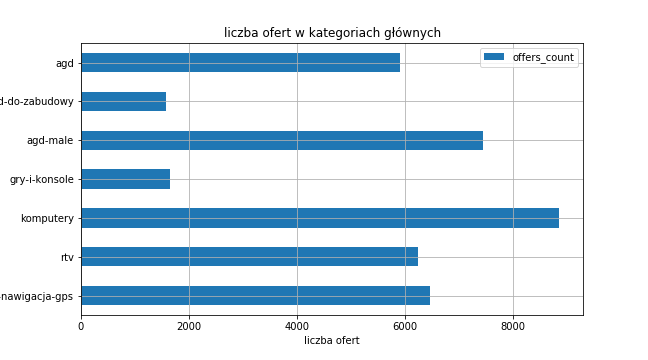 liczba ofert w kategoriach głównych
offers_count
agd
d-do-zabudowy
agd-male
gry-i-konsole
komputery
rtv
-nawigacja-gps
0 2000 4000 6000 8000
liczba ofert